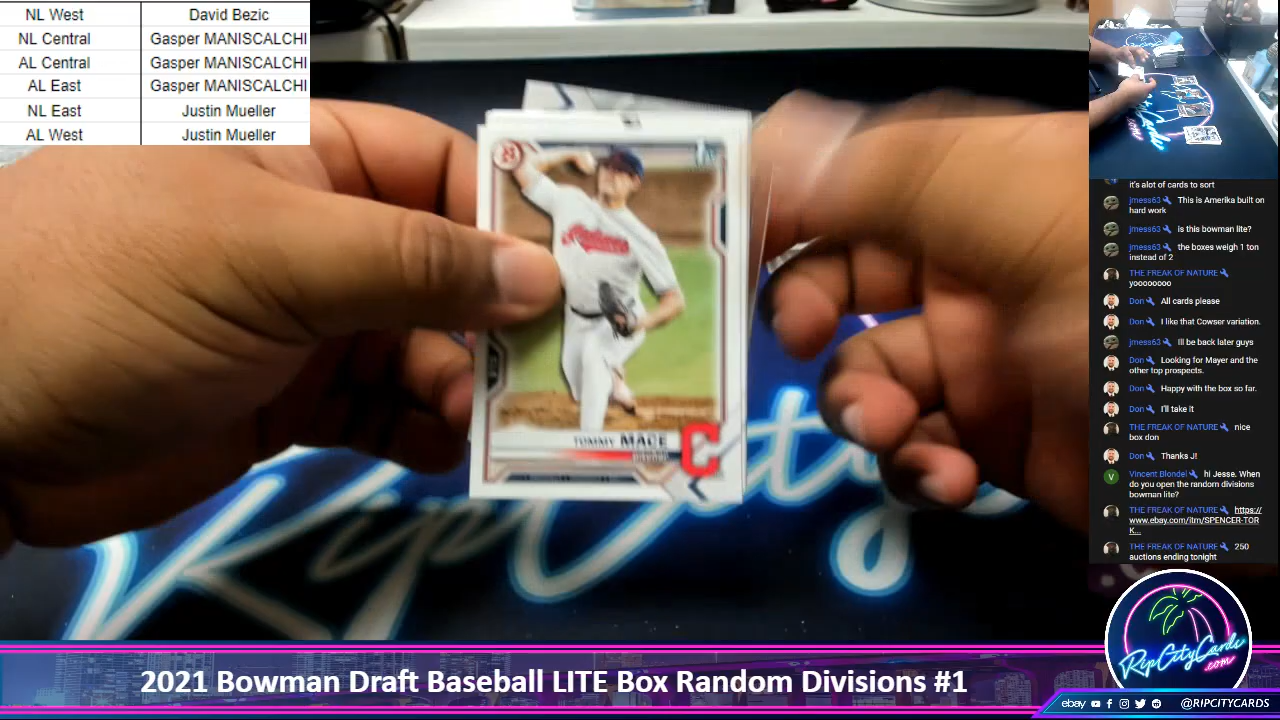 NL West David Bezic
NL Central Gasper MANISCALCHI
AL Central Gasper MANISCALCHI
AL East Gasper MANISCALCHI
NL East Justin Mueller
AL West Justin Mueller
1st
Indians
TOMMY MACE
C
it's alot of cards to sort
jmess63 This is Amerika built on
hard work
jmess63 is this bowman lite?
jmess63 the boxes weigh 1 ton
instead of 2
THE FREAK OF NATURE
yoooooooo
Don All cards please
Don I like that Cowser variation.
jmess63 Ill be back later guys
Don Looking for Mayer and the
other top prospects.
Don Happy with the box so far.
Don I'll take it
THE FREAK OF NATURE nice
box don
Don Thanks J!
V Vincent Blondel hi Jesse. When
do you open the random divisions
bowman lite?
THE FREAK OF NATURE https://
www.ebay.com/itm/SPENCER-TOR
K...
THE FREAK OF NATURE 250
auctions ending tonight
RipCityCards
.com
2021 Bowman Draft Baseball LITE Box Random Divisions #1
ebay @RIPCITYCARDS